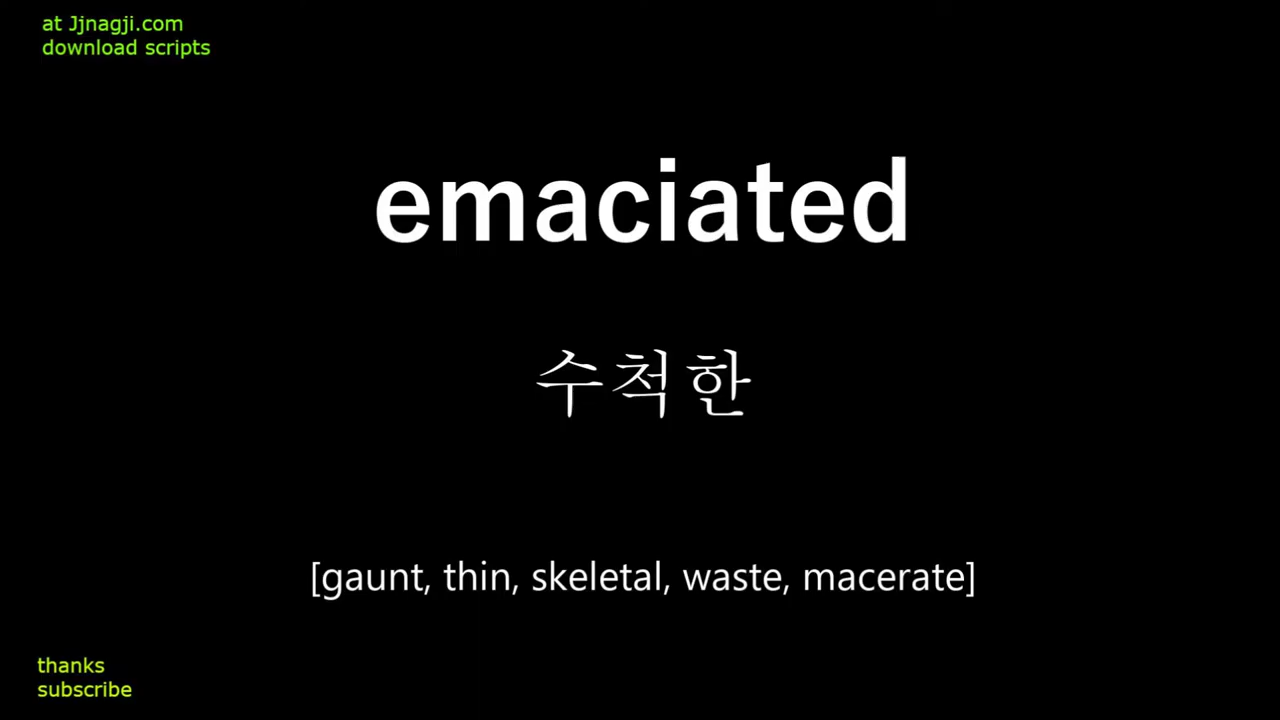 at Jjnagji.com
download scripts
emaciated
수척한
[gaunt, thin, skeletal, waste, macerate]
thanks
subscribe